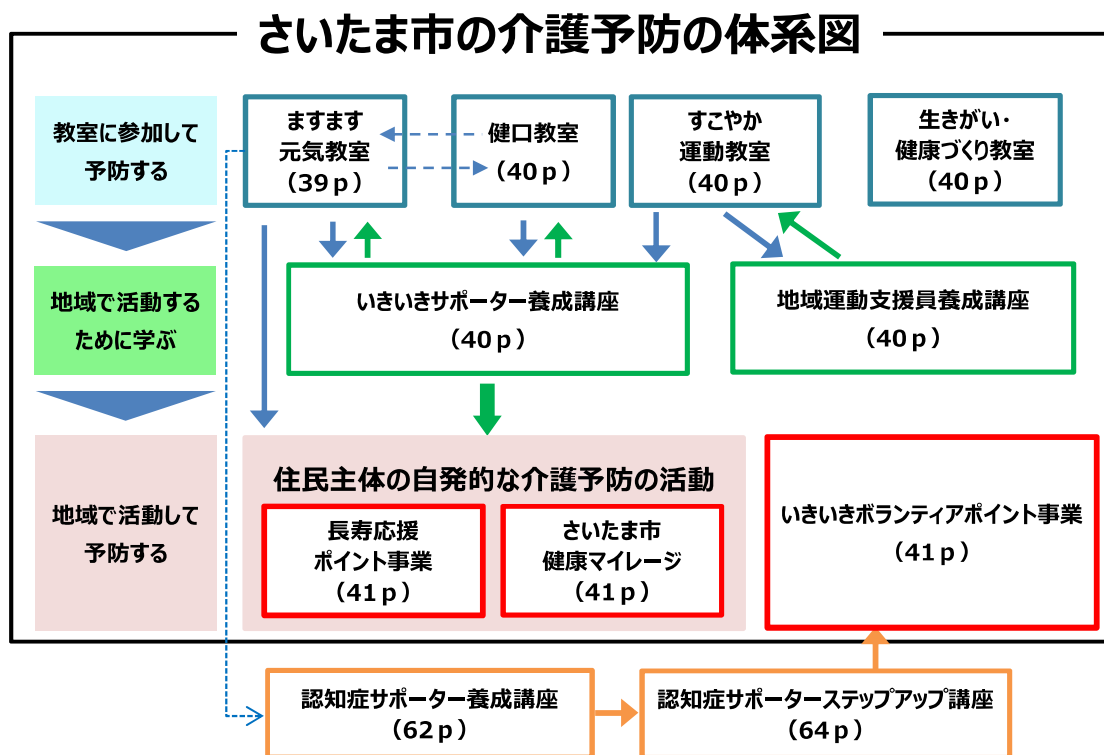 さいたま市の介護予防の体系図
教室に参加して
予防する
ますます
元気教室
（39ｐ）
健口教室
（40ｐ）
すこやか
運動教室
（40ｐ）
生きがい・
健康づくり教室
（40ｐ）
地域で活動する
ために学ぶ
いきいきサポーター養成講座
（40ｐ）
地域運動支援員養成講座
（40ｐ）
地域で活動して
予防する
住民主体の自発的な介護予防の活動
長寿応援
ポイント事業
（41ｐ）
さいたま市
健康マイレージ
（41ｐ）
いきいきボランティアポイント事業
（41ｐ）
認知症サポーター養成講座
（62ｐ）
認知症サポーターステップアップ講座
（64ｐ）